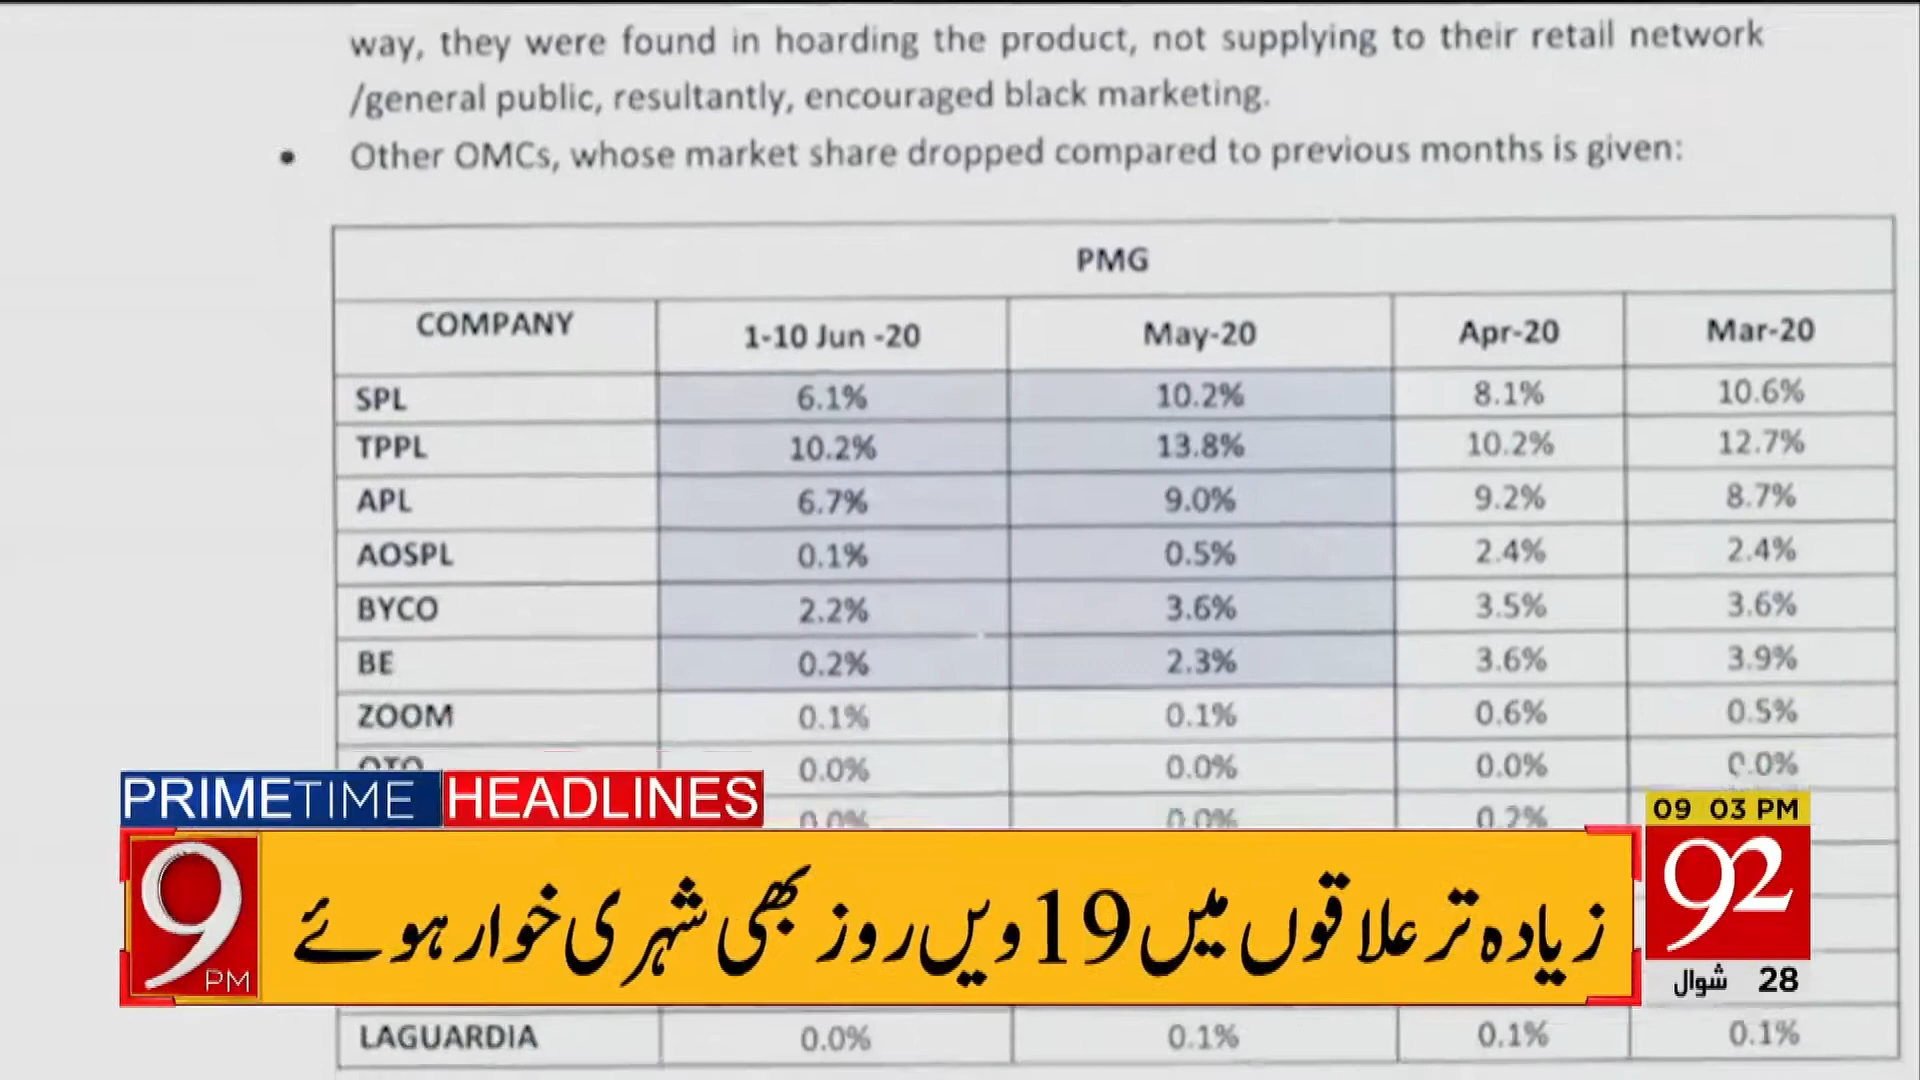 way, they were found in hoarding the product, not supplying to their retail network
/general public, resultantly, encouraged black marketing.
• Other OMCs, whose market share dropped compared to previous months is given:
PMG
COMPANY 1-10 Jun -20 May-20 Apr-20 Mar-20
SPL 6.1% 10.2% 8.1% 10.6%
TPPL 10.2% 13.8% 10.2% 12.7%
APL 6.7% 9.0% 9.2% 8.7%
AOSPL 0.1% 0.5% 2.4% 2.4%
BYCO 2.2% 3.6% 3.5% 3.6%
BE 0.2% 2.3% 3.6% 3.9%
ZOOM 0.1% 0.1% 0.6% 0.5%
0.0% 0.0% 0.0% 0.0%
0.0% 0.0% 0.2%
PRIMETIME HEADLINES
09 03 PM
9 PM
زیادہ تر علاقوں میں 19 ویں روز بھی شہری خوار ہوئے
92
28 شوال
LAGUARDIA 0.0% 0.1% 0.1% 0.1%